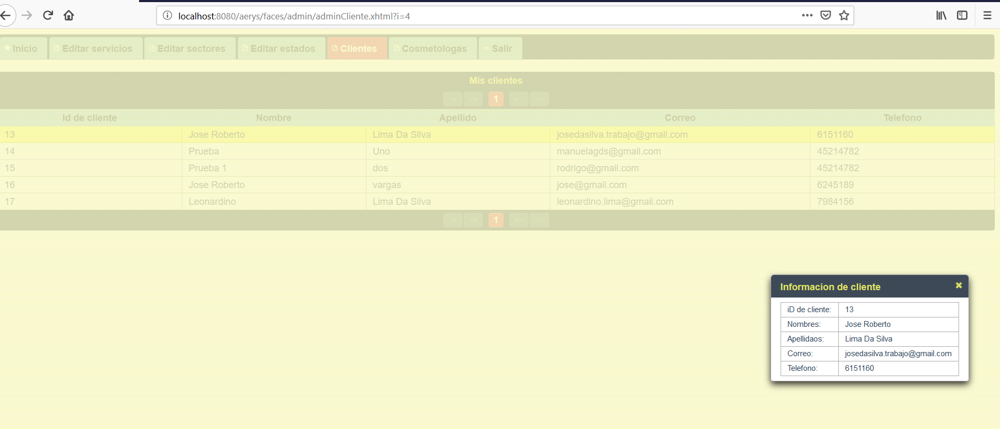 localhost:8080/aerys/faces/admin/adminCliente.xhtml?i=4
Inicio Editar servicios Editar sectores Editar estados Clientes Cosmetologas Salir
Mis clientes
1
Id de cliente Nombre Apellido Correo Telefono
13 Jose Roberto Lima Da Silva josedasilva.trabajo@gmail.com 6151160
14 Prueba Uno manuelagds@gmail.com 45214782
15 Prueba 1 dos rodrigo@gmail.com 45214782
16 Jose Roberto vargas jose@gmail.com 6245189
17 Leonardino Lima Da Silva leonardino.lima@gmail.com 7984156
1
Informacion de cliente
iD de cliente: 13
Nombres: Jose Roberto
Apellidaos: Lima Da Silva
Correo: josedasilva.trabajo@gmail.com
Telefono: 6151160